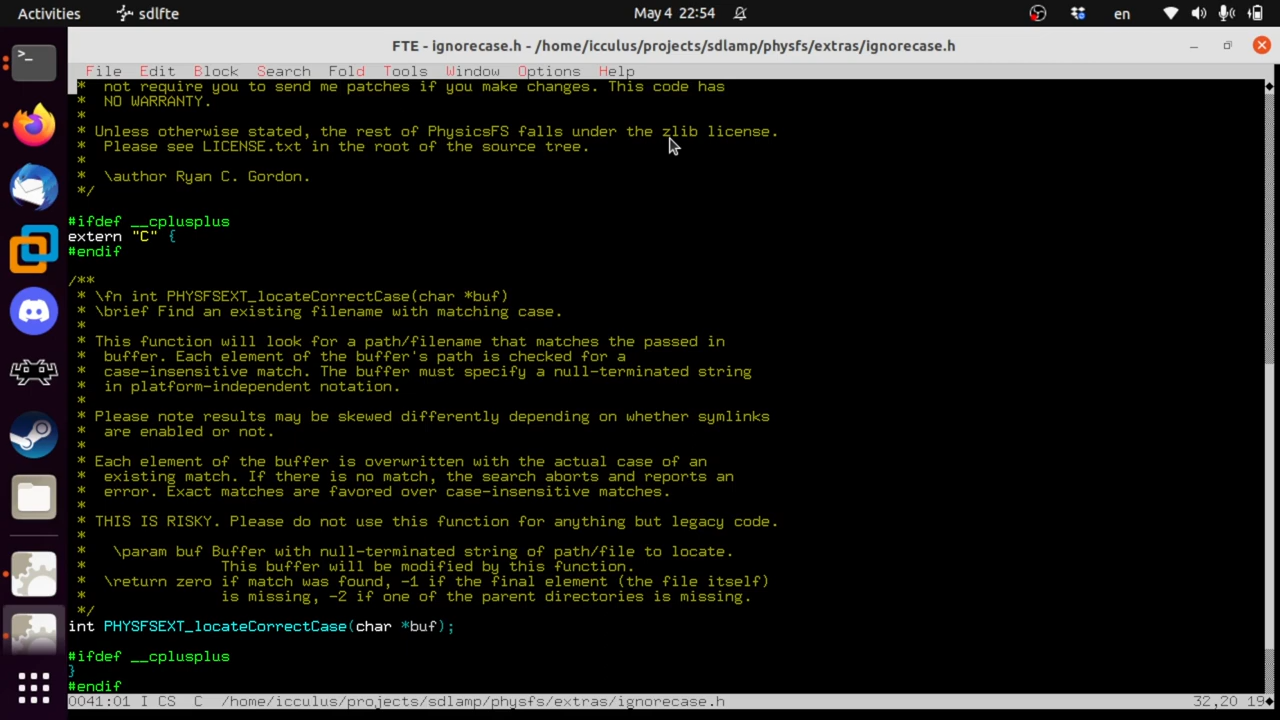 Activities
sdlfte
May 4 22:54
en
FTE - ignorecase.h - /home/icculus/projects/sdlamp/physfs/extras/ignorecase.h
File Edit Block Search Fold Tools Window Options Help
* not require you to send me patches if you make changes. This code has
* NO WARRANTY.
*
* Unless otherwise stated, the rest of PhysicsFS falls under the zlib license.
* Please see LICENSE.txt in the root of the source tree.
*
* \author Ryan C. Gordon.
*/
#ifdef __cplusplus
extern "C" {
#endif
/**
* \fn int PHYSFSEXT_locateCorrectCase(char *buf)
* \brief Find an existing filename with matching case.
*
* This function will look for a path/filename that matches the passed in
* buffer. Each element of the buffer's path is checked for a
* case-insensitive match. The buffer must specify a null-terminated string
* in platform-independent notation.
*
* Please note results may be skewed differently depending on whether symlinks
* are enabled or not.
*
* Each element of the buffer is overwritten with the actual case of an
* existing match. If there is no match, the search aborts and reports an
* error. Exact matches are favored over case-insensitive matches.
*
* THIS IS RISKY. Please do not use this function for anything but legacy code.
*
* \param buf Buffer with null-terminated string of path/file to locate.
* This buffer will be modified by this function.
* \return zero if match was found, -1 if the final element (the file itself)
* is missing, -2 if one of the parent directories is missing.
*/
int PHYSFSEXT_locateCorrectCase(char *buf);
#ifdef __cplusplus
}
#endif
0041:01 I CS C /home/icculus/projects/sdlamp/physfs/extras/ignorecase.h 32,20 19